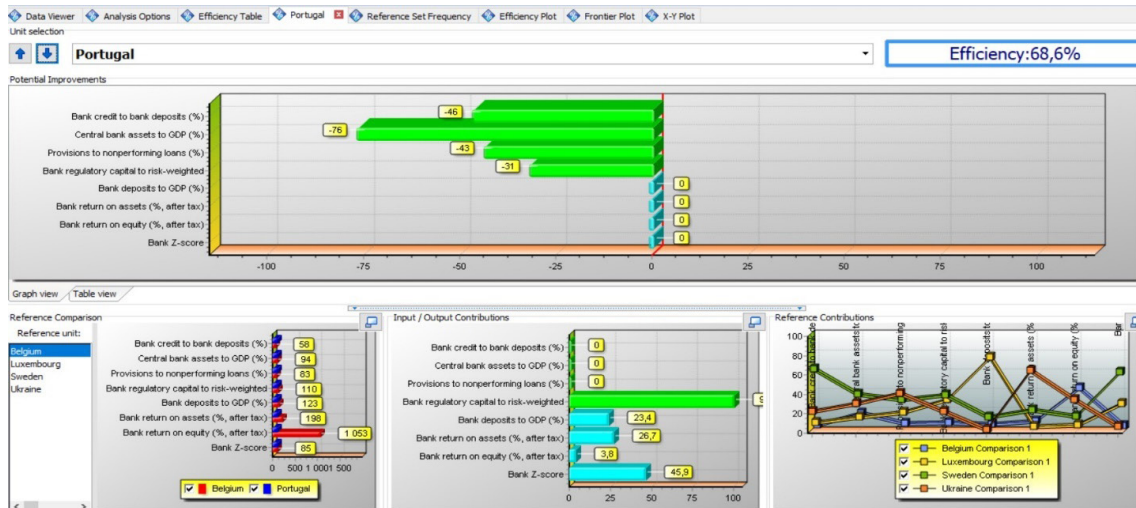 Data Viewer Analysis Options Efficiency Table Portugal Reference Set Frequency Efficiency Plot Frontier Plot X-Y Plot
Unit selection
Portugal
Efficiency:68,6%
Potential Improvements
Bank credit to bank deposits (%) -46
Central bank assets to GDP (%) -76
Provisions to nonperforming loans (%) -43
Bank regulatory capital to risk-weighted -31
Bank deposits to GDP (%) 0
Bank return on assets (%, after tax) 0
Bank return on equity (%, after tax) 0
Bank Z-score 0
-100 -75 -50 -25 0 25 50 75 100
Graph view Table view
Reference Comparison
Reference unit:
Belgium
Luxembourg
Sweden
Ukraine
Bank credit to bank deposits (%) 58
Central bank assets to GDP (%) 94
Provisions to nonperforming loans (%) 83
Bank regulatory capital to risk-weighted 110
Bank deposits to GDP (%) 123
Bank return on assets (%, after tax) 198
Bank return on equity (%, after tax) 1 053
Bank Z-score 85
0 500 1 000 1 500
Belgium Portugal
Input / Output Contributions
Bank credit to bank deposits (%) 0
Central bank assets to GDP (%) 0
Provisions to nonperforming loans (%) 0
Bank regulatory capital to risk-weighted
Bank deposits to GDP (%) 23,4
Bank return on assets (%, after tax) 26,7
Bank return on equity (%, after tax) 3,8
Bank Z-score 45,9
0 25 50 75 100
Reference Contributions
100
80
60
40
20
0
Belgium Comparison 1
Luxembourg Comparison 1
Sweden Comparison 1
Ukraine Comparison 1